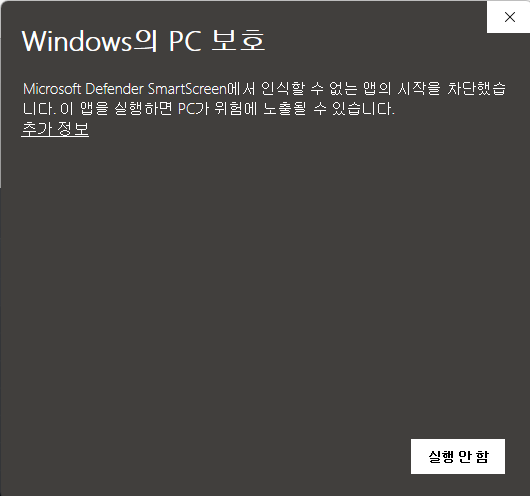 Windows의 PC 보호
Microsoft Defender SmartScreen에서 인식할 수 없는 앱의 시작을 차단했습
니다. 이 앱을 실행하면 PC가 위험에 노출될 수 있습니다.
추가 정보
실행 안 함